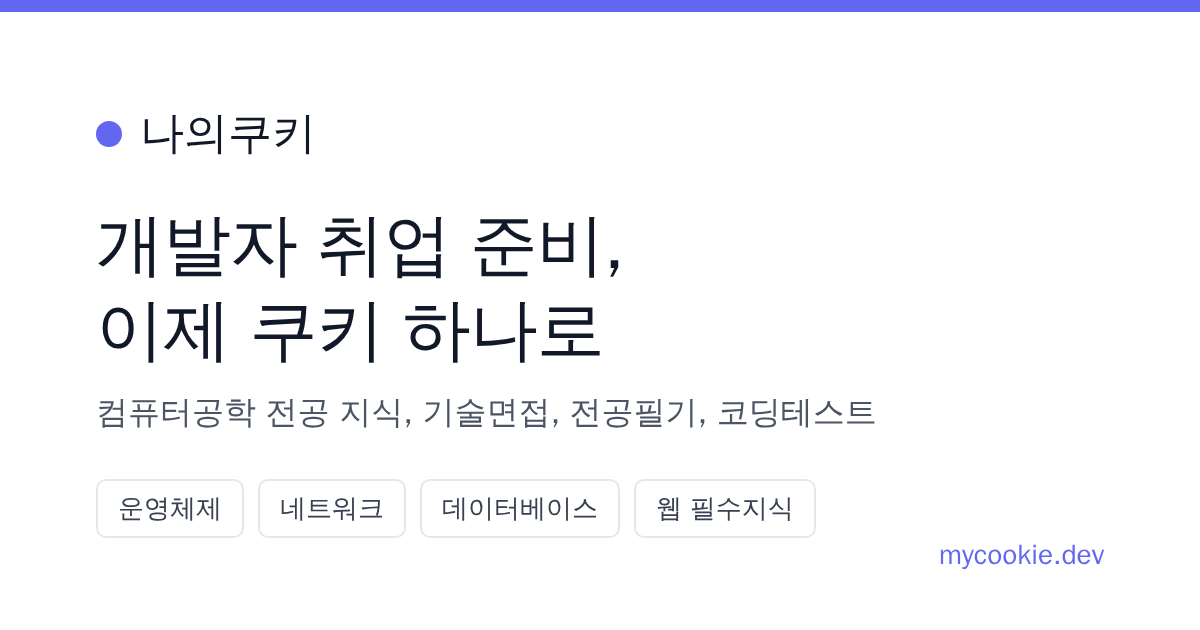 나의쿠키
개발자 취업 준비,
이제 쿠키 하나로
컴퓨터공학 전공 지식, 기술면접, 전공필기, 코딩테스트
운영체제 네트워크 데이터베이스 웹 필수지식
mycookie.dev